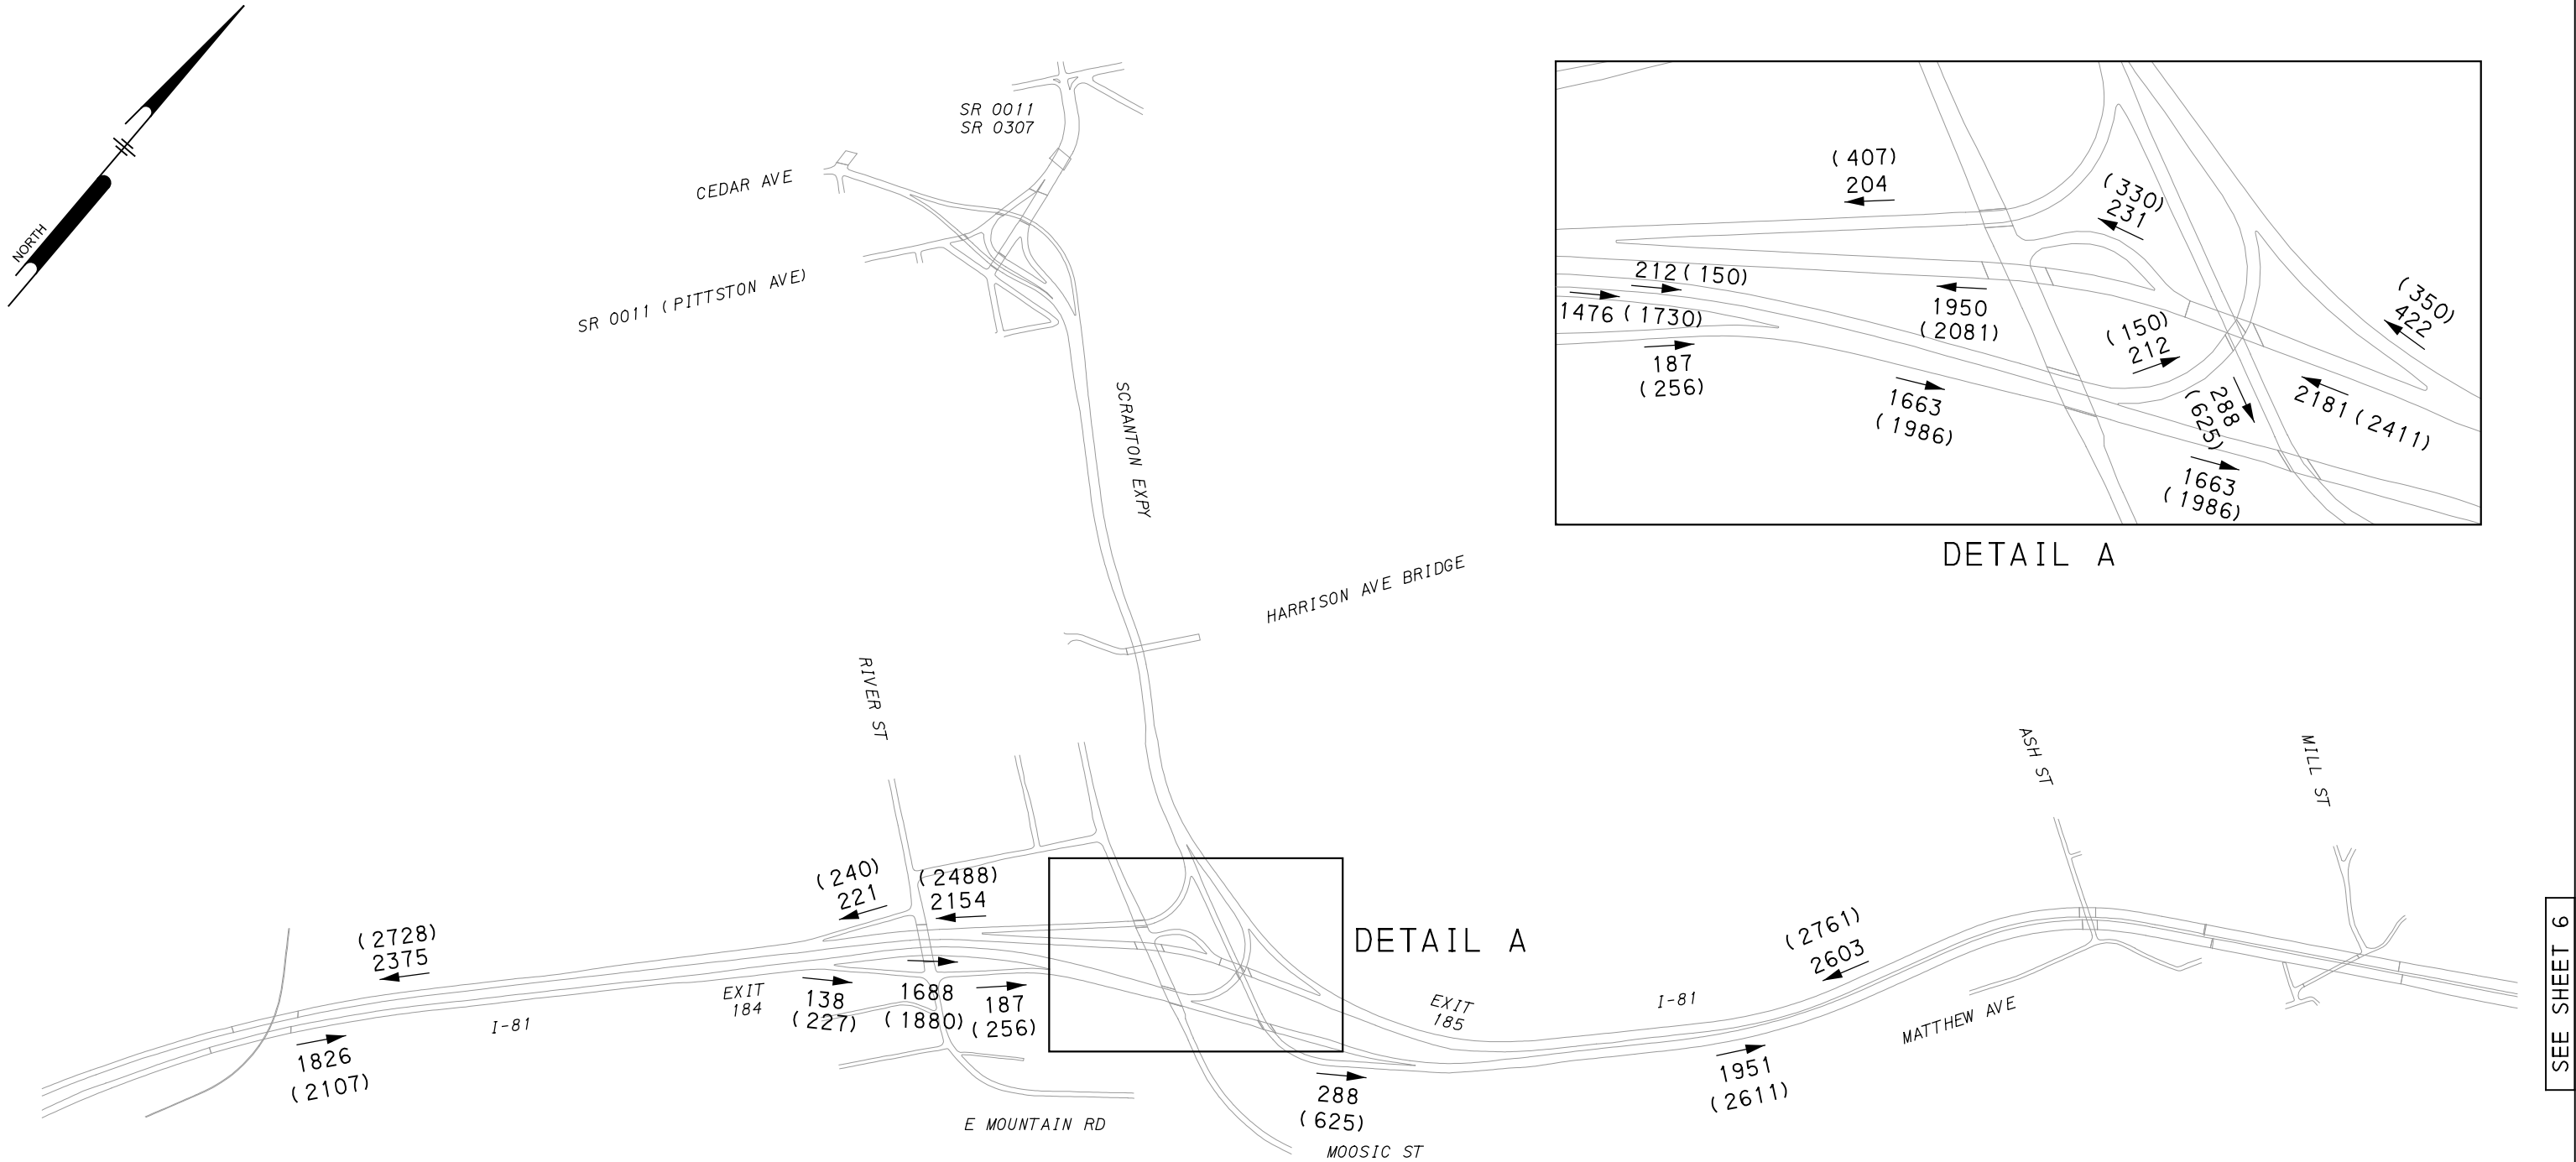 NORTH
SR 0011
SR 0307
CEDAR AVE
SR 0011 (PITTSTON AVE)
SCRANTON EXPY
HARRISON AVE BRIDGE
RIVER ST
(407)
204
(330)
231
212 (150)
1476 (1730)
187
(256)
1950
(2081)
(150)
212
(350)
422
1663
(1986)
288
(625)
2181 (2411)
1663
(1986)
DETAIL A
ASH ST
MILL ST
(240)
221
(2488)
2154
(2728)
2375
DETAIL A
(2761)
2603
EXIT
184
138
(227)
1688
(1880)
187
(256)
I-81
1826
(2107)
EXIT
185
I-81
MATTHEW AVE
1951
(2611)
288
(625)
E MOUNTAIN RD
MOOSIC ST
SEE SHEET 6